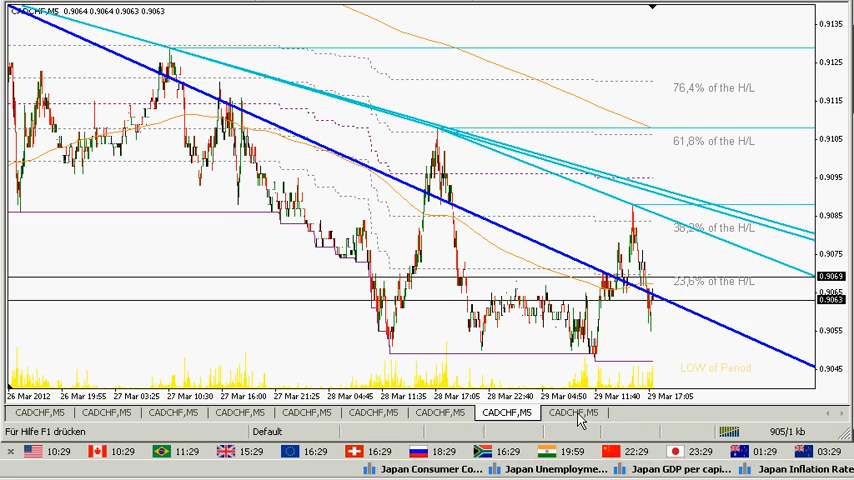 CADCHF,M5 0.9064 0.9064 0.9063 0.9063
0.9135
0.9125
0.9115
0.9105
0.9095
0.9085
0.9075
0.9069
0.9065
0.9063
0.9055
0.9045
76,4% of the H/L
61,8% of the H/L
38,2% of the H/L
23,6% of the H/L
LOW of Period
26 Mar 2012 26 Mar 19:55 27 Mar 03:25 27 Mar 10:30 27 Mar 16:00 27 Mar 21:25 28 Mar 04:45 28 Mar 11:35 28 Mar 17:05 28 Mar 22:40 29 Mar 04:50 29 Mar 11:40 29 Mar 17:05
CADCHF,M5 CADCHF,M5 CADCHF,M5 CADCHF,M5 CADCHF,M5 CADCHF,M5 CADCHF,M5 CADCHF,M5 CADCHF,M5
Für Hilfe F1 drücken Default 905/1 kb
10:29 10:29 11:29 15:29 16:29 16:29 18:29 16:29 19:59 22:29 23:29 01:29 03:29
Japan Consumer Co... Japan Unemployme... Japan GDP per capi... Japan Inflation Rate